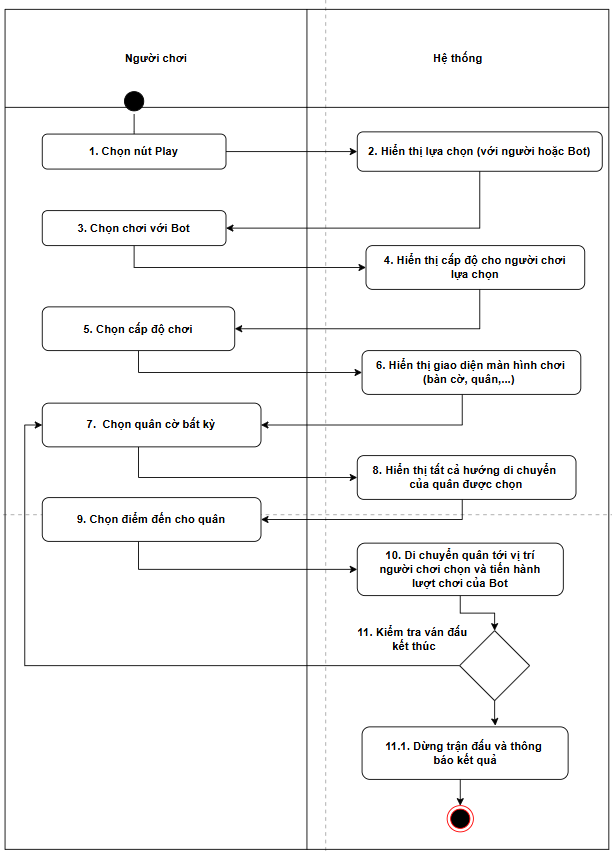 Người chơi
Hệ thống
1. Chọn nút Play
2. Hiển thị lựa chọn (với người hoặc Bot)
3. Chọn chơi với Bot
4. Hiển thị cấp độ cho người chơi
lựa chọn
5. Chọn cấp độ chơi
6. Hiển thị giao diện màn hình chơi
(bàn cờ, quân,...)
7. Chọn quân cờ bất kỳ
8. Hiển thị tất cả hướng di chuyển
của quân được chọn
9. Chọn điểm đến cho quân
10. Di chuyển quân tới vị trí
người chơi chọn và tiến hành
lượt chơi của Bot
11. Kiểm tra ván đấu
kết thúc
11.1. Dừng trận đấu và thông
báo kết quả